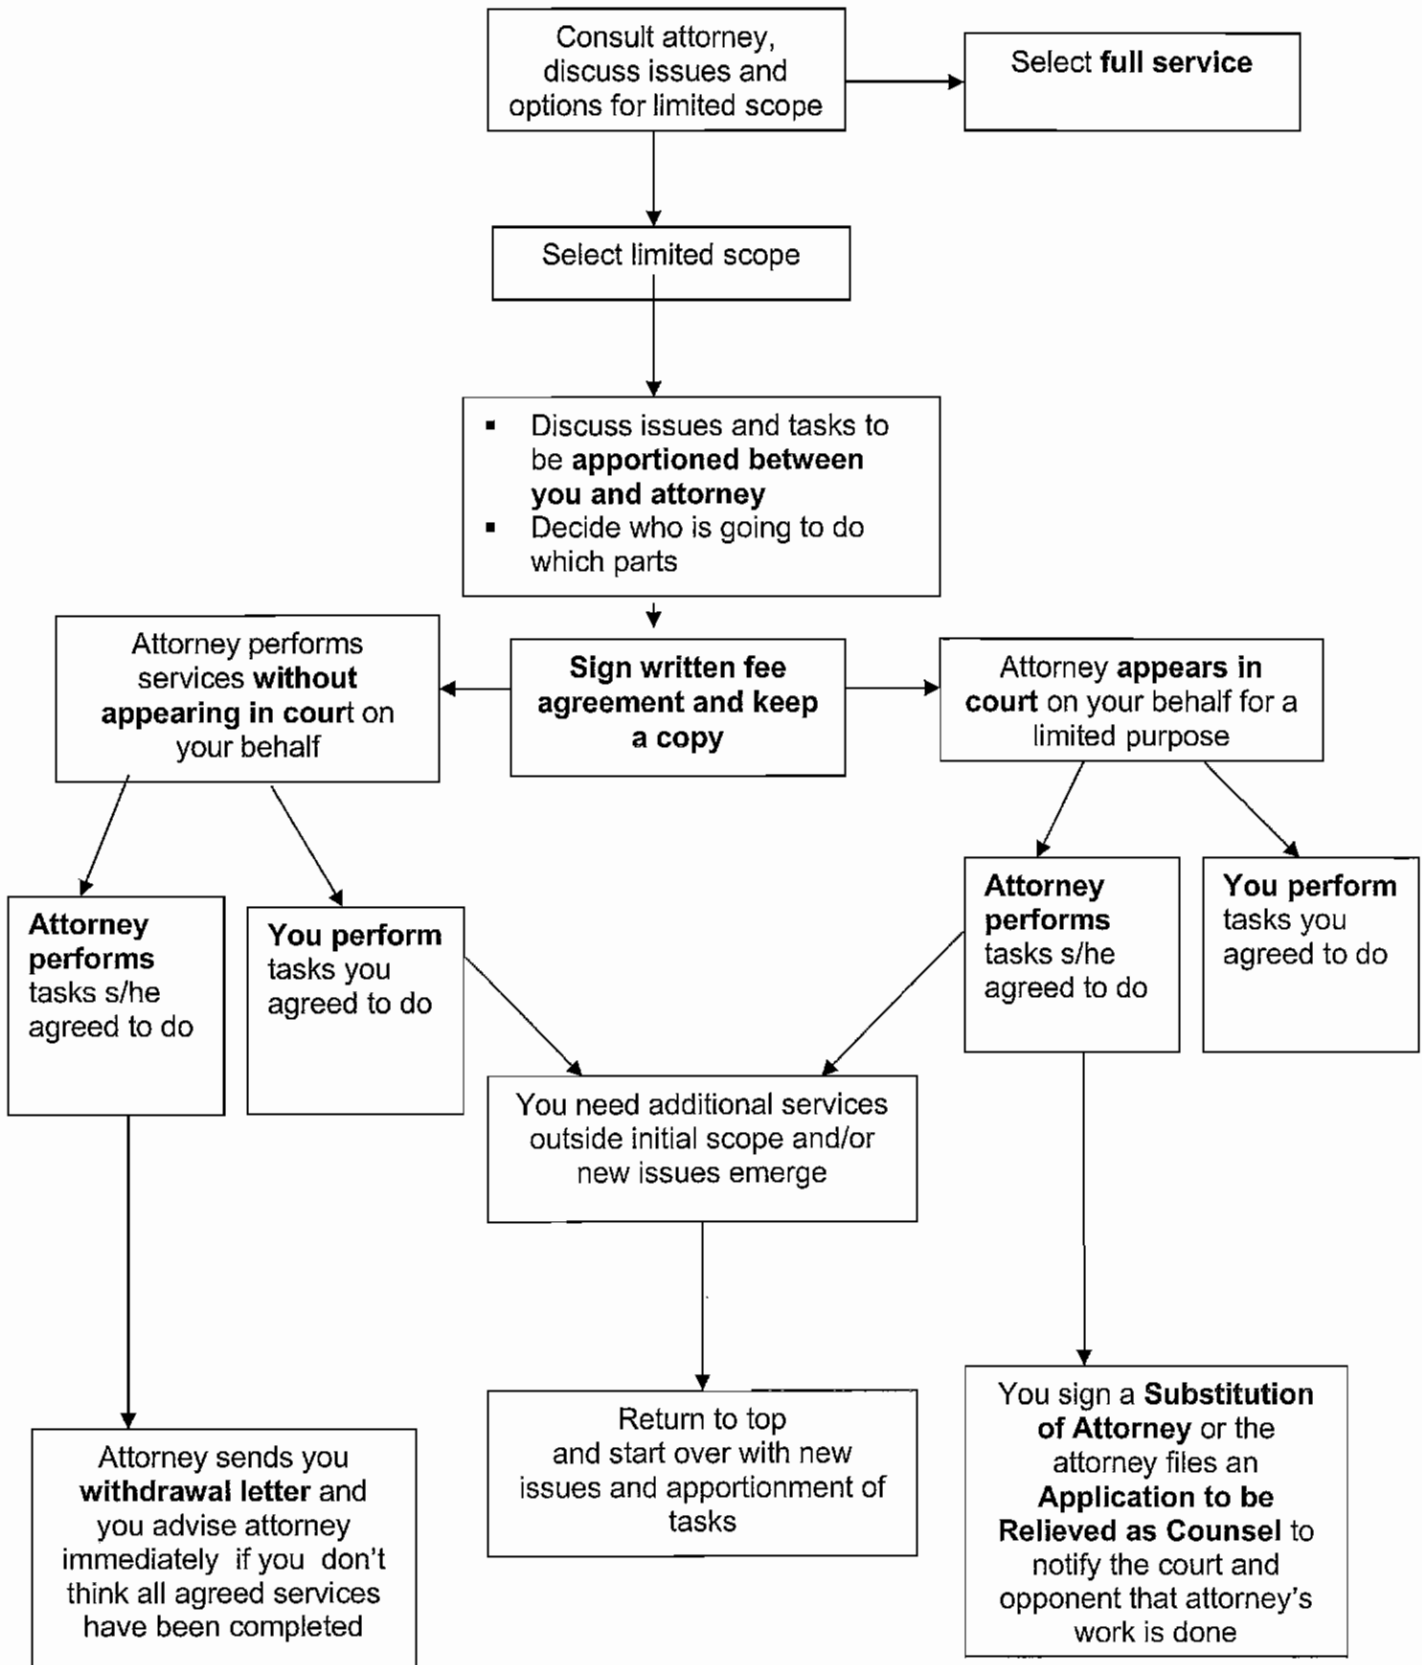 Consult attorney,
discuss issues and
options for limited scope
Select full service
Select limited scope
▪ Discuss issues and tasks to
be apportioned between
you and attorney
▪ Decide who is going to do
which parts
Attorney performs
services without
appearing in court on
your behalf
Sign written fee
agreement and keep
a copy
Attorney appears in
court on your behalf for a
limited purpose
Attorney
performs
tasks s/he
agreed to do
You perform
tasks you
agreed to do
Attorney
performs
tasks s/he
agreed to do
You perform
tasks you
agreed to do
You need additional services
outside initial scope and/or
new issues emerge
Attorney sends you
withdrawal letter and
you advise attorney
immediately if you don't
think all agreed services
have been completed
Return to top
and start over with new
issues and apportionment of
tasks
You sign a Substitution
of Attorney or the
attorney files an
Application to be
Relieved as Counsel to
notify the court and
opponent that attorney's
work is done